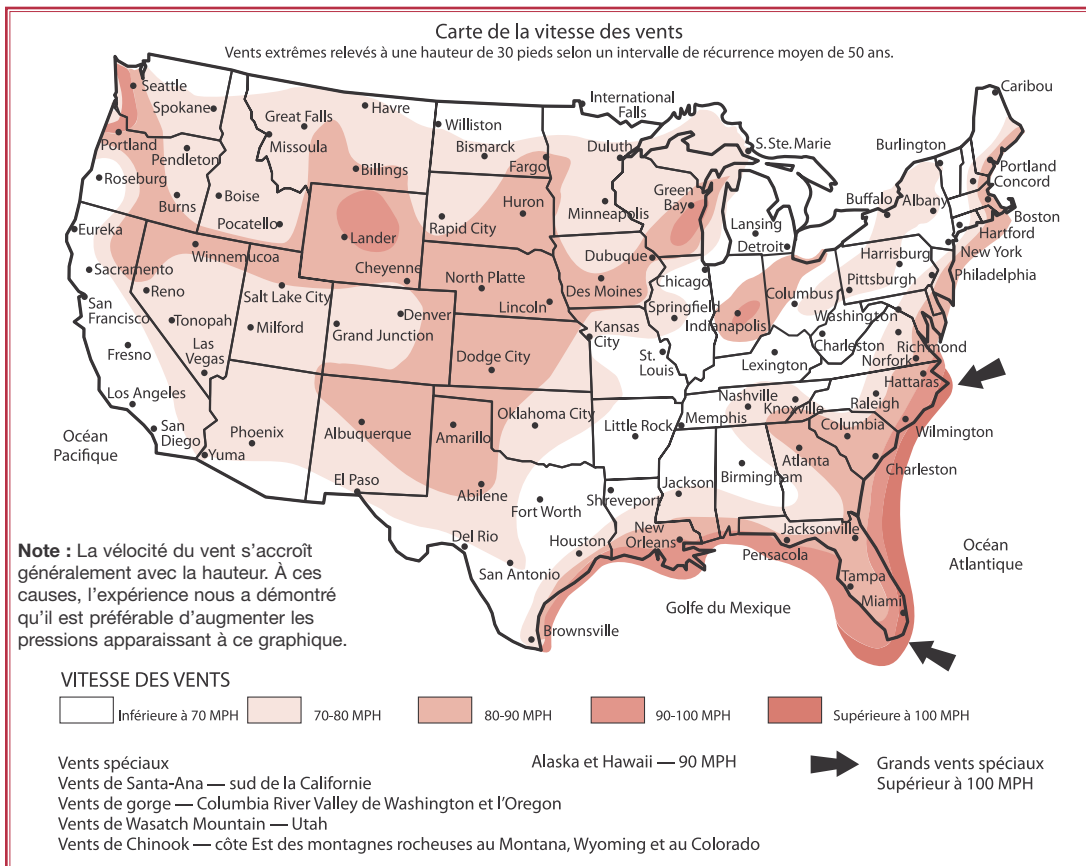 Carte de la vitesse des vents
Vents extrêmes relevés à une hauteur de 30 pieds selon un intervalle de récurrence moyen de 50 ans.
Seattle
Spokane
Portland
Pendleton
Roseburg
Burns
Boise
Pocatello
Great Falls
Missoula
Havre
Billings
Williston
Bismarck
Fargo
International
Falls
Duluth
S. Ste. Marie
Caribou
Burlington
Portland
Concord
Boston
Hartford
New York
Philadelphia
Albany
Buffalo
Harrisburg
Pittsburgh
Washington
Richmond
Norfork
Hattaras
Raleigh
Wilmington
Columbia
Charleston
Green
Bay
Minneapolis
Huron
Rapid City
Lander
Cheyenne
Lansing
Detroit
Dubuque
Chicago
Des Moines
Springfield
Indianapolis
Columbus
Charleston
Lexington
Eureka
Winnemucoa
Sacramento
Reno
Salt Lake City
San
Francisco
Tonopah
Milford
Grand Junction
Denver
North Platte
Lincoln
Kansas
City
St.
Louis
Dodge City
Fresno
Las
Vegas
Los Angeles
San
Diego
Yuma
Phoenix
Albuquerque
Amarillo
Oklahoma City
Little Rock
Memphis
Nashville
Knoxville
Atlanta
Birmingham
Jackson
Shreveport
El Paso
Abilene
Fort Worth
Del Rio
San Antonio
Houston
New
Orleans
Pensacola
Jacksonville
Tampa
Miami
Brownsville
Océan
Pacifique
Océan
Atlantique
Golfe du Mexique
Note : La vélocité du vent s’accroît
généralement avec la hauteur. À ces
causes, l’expérience nous a démontré
qu’il est préférable d’augmenter les
pressions apparaissant à ce graphique.
VITESSE DES VENTS
Inférieure à 70 MPH
70-80 MPH
80-90 MPH
90-100 MPH
Supérieure à 100 MPH
Vents spéciaux
Vents de Santa-Ana — sud de la Californie
Vents de gorge — Columbia River Valley de Washington et l’Oregon
Vents de Wasatch Mountain — Utah
Vents de Chinook — côte Est des montagnes rocheuses au Montana, Wyoming et au Colorado
Alaska et Hawaii — 90 MPH
Grands vents spéciaux
Supérieur à 100 MPH